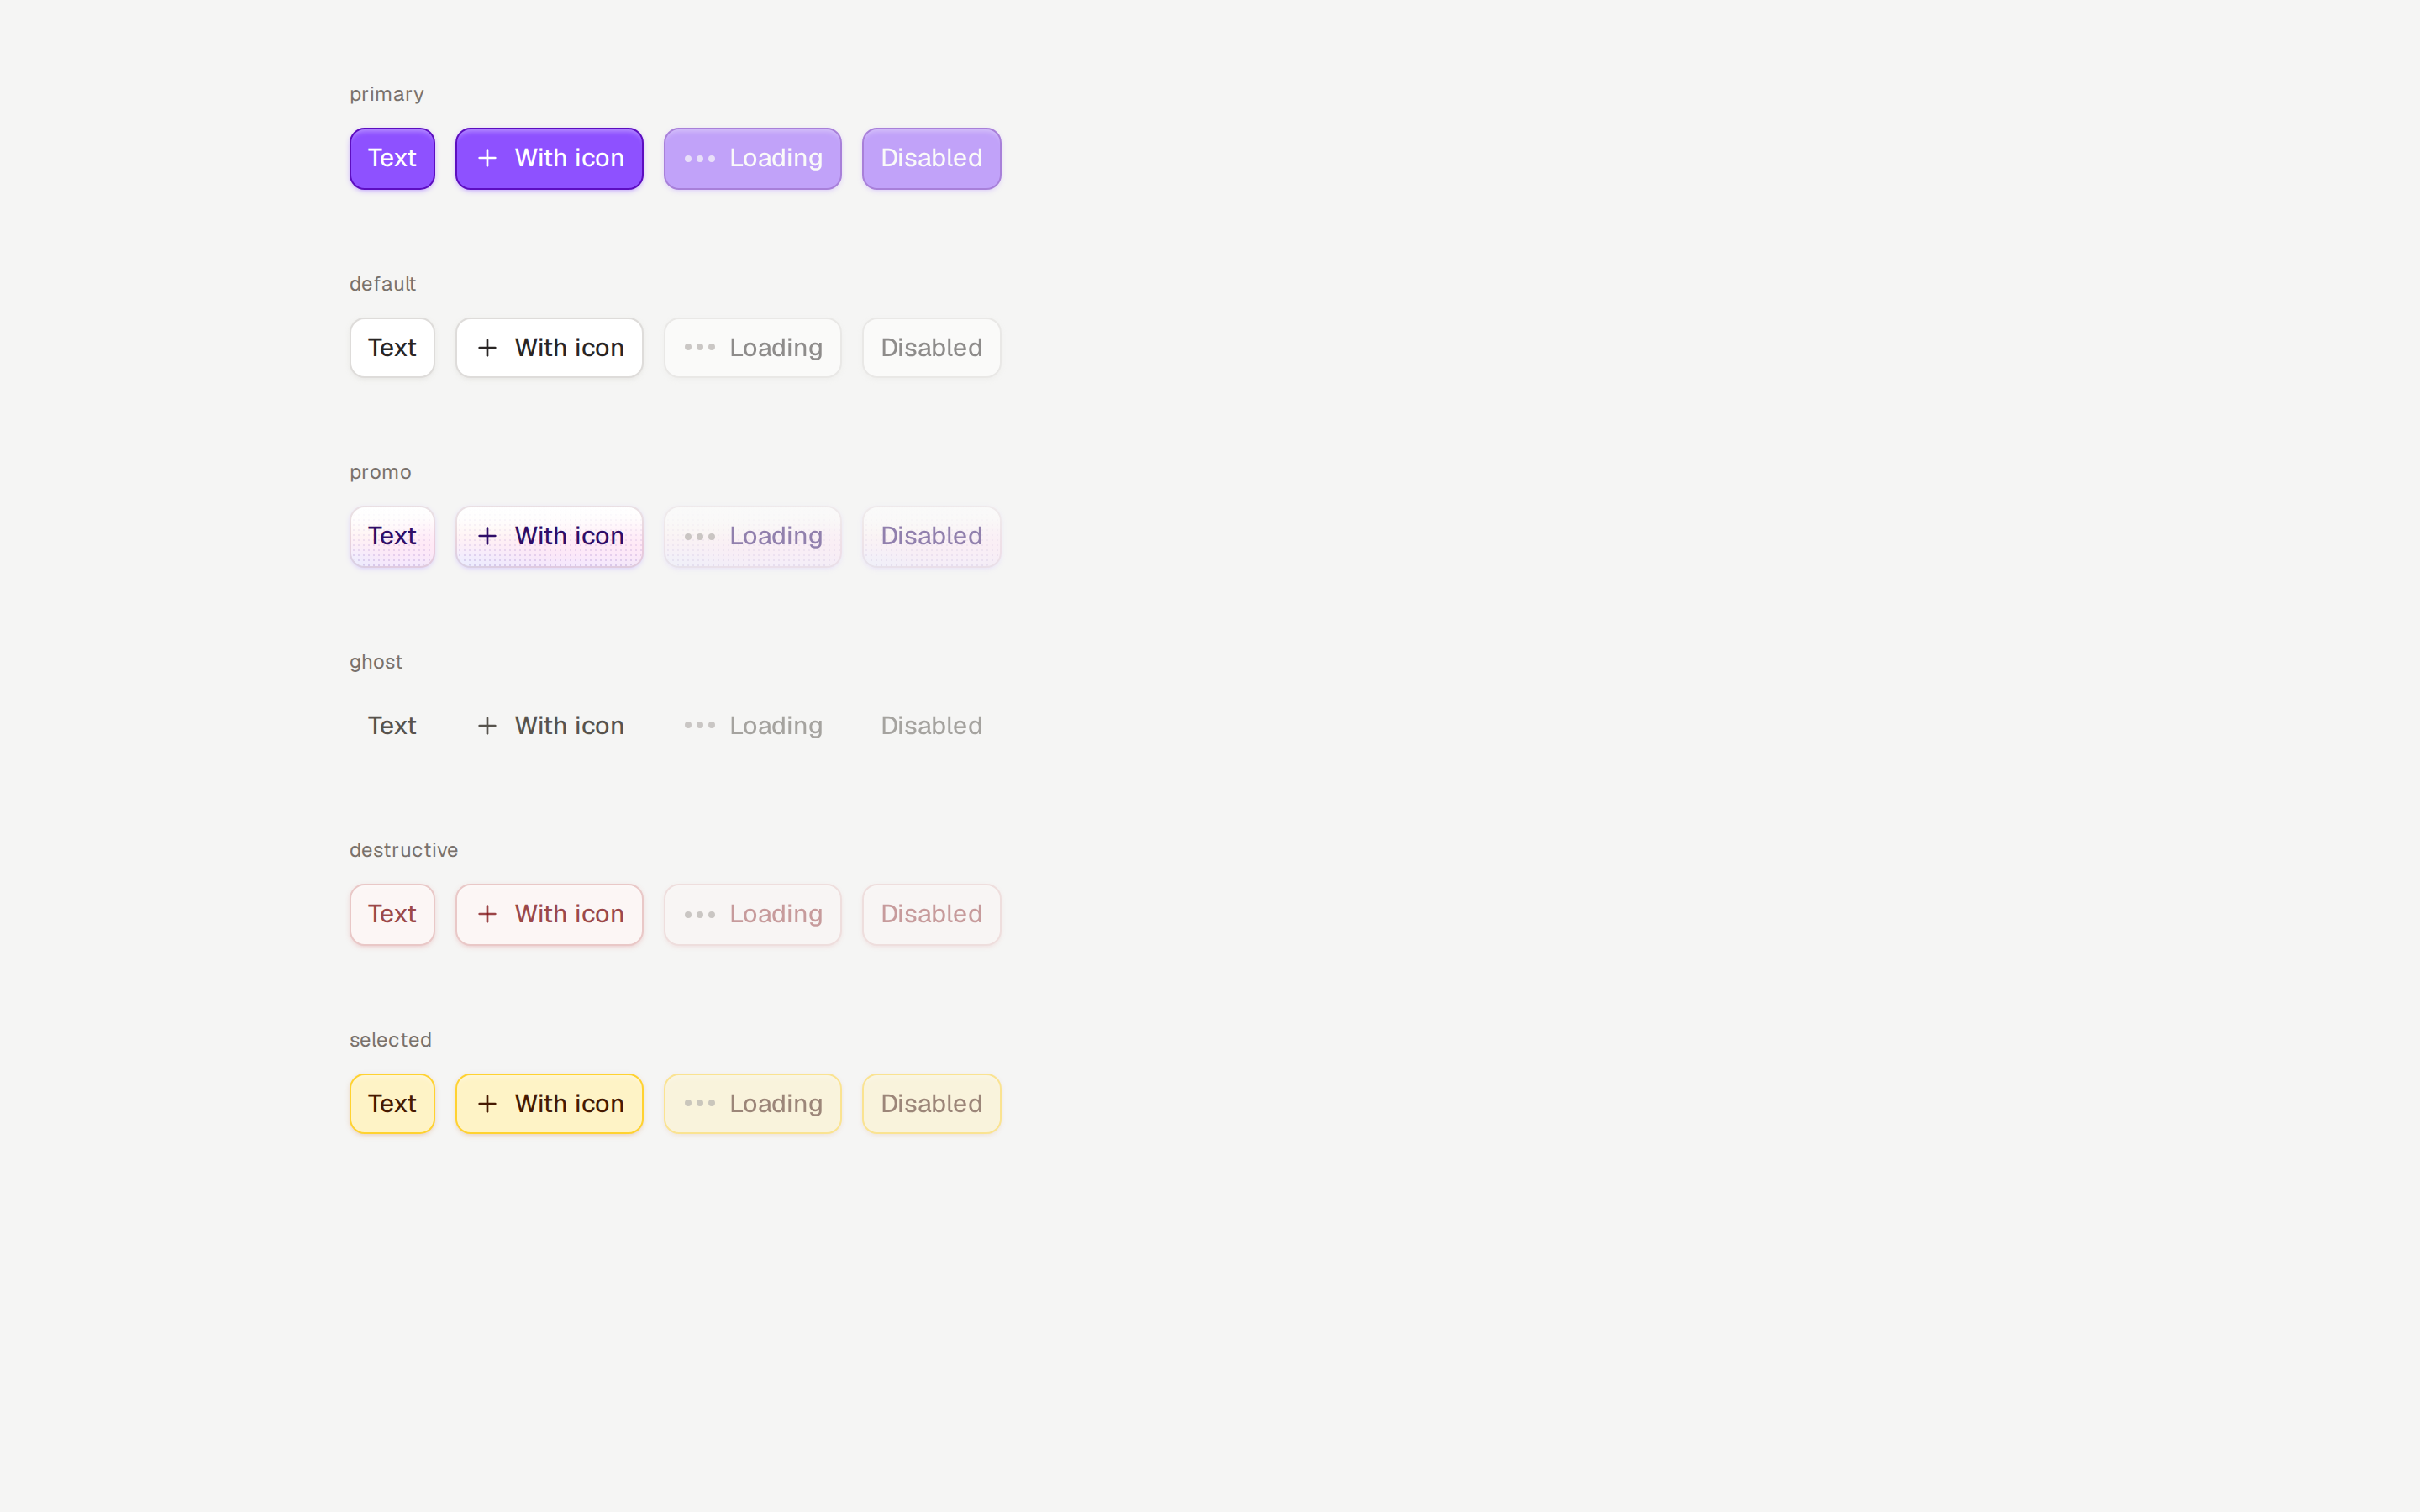 primary
Text + With icon ••• Loading Disabled
default
Text + With icon ••• Loading Disabled
promo
Text + With icon ••• Loading Disabled
ghost
Text + With icon ••• Loading Disabled
destructive
Text + With icon ••• Loading Disabled
selected
Text + With icon ••• Loading Disabled